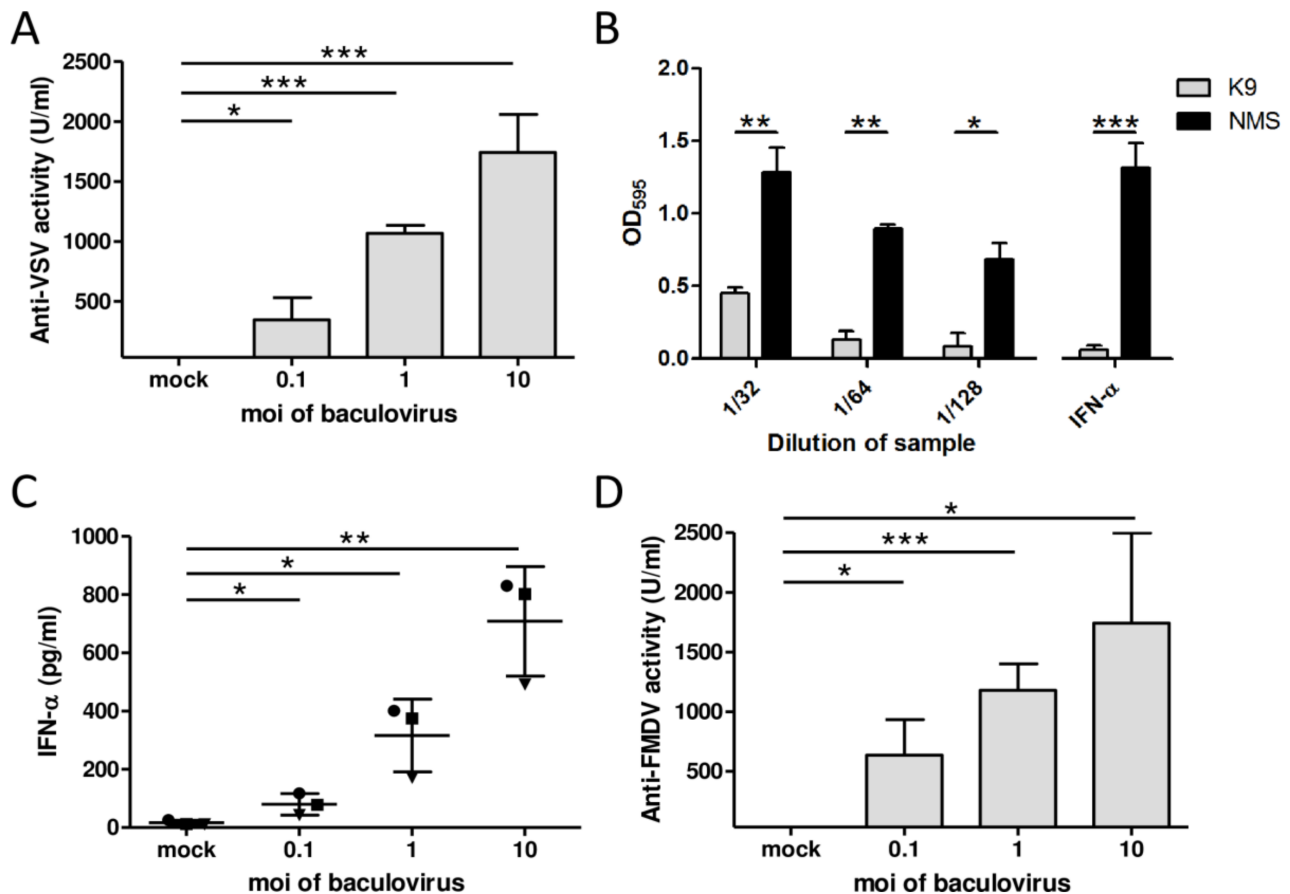 A
Anti-VSV activity (U/ml)
2500
2000
1500
1000
500
***
***
*
mock 0.1 1 10
moi of baculovirus
B
OD595
2.0
1.5
1.0
0.5
0.0
** ** * ***
K9
NMS
1/32 1/64 1/128 IFN-α
Dilution of sample
C
IFN-α (pg/ml)
1000
800
600
400
200
0
**
*
*
mock 0.1 1 10
moi of baculovirus
D
Anti-FMDV activity (U/ml)
2500
2000
1500
1000
500
*
***
*
mock 0.1 1 10
moi of baculovirus